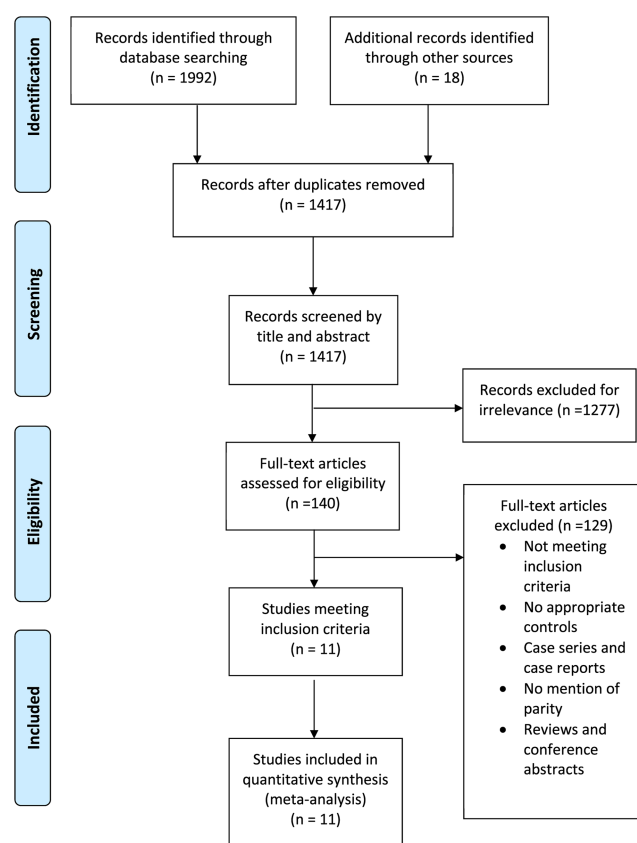 Identification
Records identified through
database searching
(n = 1992)
Additional records identified
through other sources
(n = 18)
Records after duplicates removed
(n = 1417)
Screening
Records screened by
title and abstract
(n = 1417)
Records excluded for
irrelevance (n =1277)
Eligibility
Full-text articles
assessed for eligibility
(n =140)
Full-text articles
excluded (n =129)
• Not meeting
inclusion
criteria
• No appropriate
controls
• Case series and
case reports
• No mention of
parity
• Reviews and
conference
abstracts
Studies meeting
inclusion criteria
(n = 11)
Included
Studies included in
quantitative synthesis
(meta-analysis)
(n = 11)